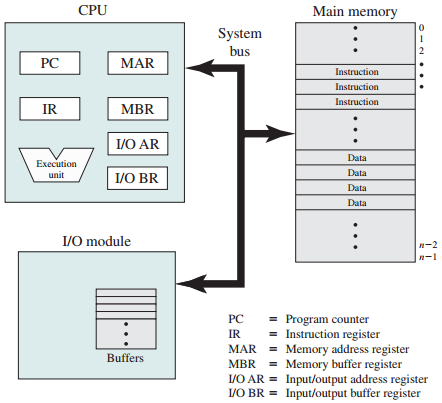 CPU
PC
MAR
IR
MBR
I/O AR
Execution
unit
I/O BR
System
bus
Main memory
0
1
2
Instruction
Instruction
Instruction
Data
Data
Data
Data
n−2
n−1
I/O module
Buffers
PC = Program counter
IR = Instruction register
MAR = Memory address register
MBR = Memory buffer register
I/O AR = Input/output address register
I/O BR = Input/output buffer register